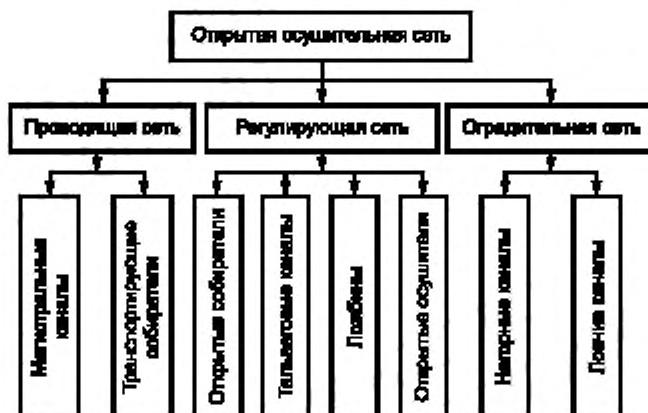 Открытая осушительная сеть
Проводящая сеть
Регулирующая сеть
Оградительная сеть
Магистральные
каналы
Транспортирующие
собиратели
Открытые собиратели
Тальвеговые каналы
Ложбины
Открытые осушители
Нагорные каналы
Ловчие каналы